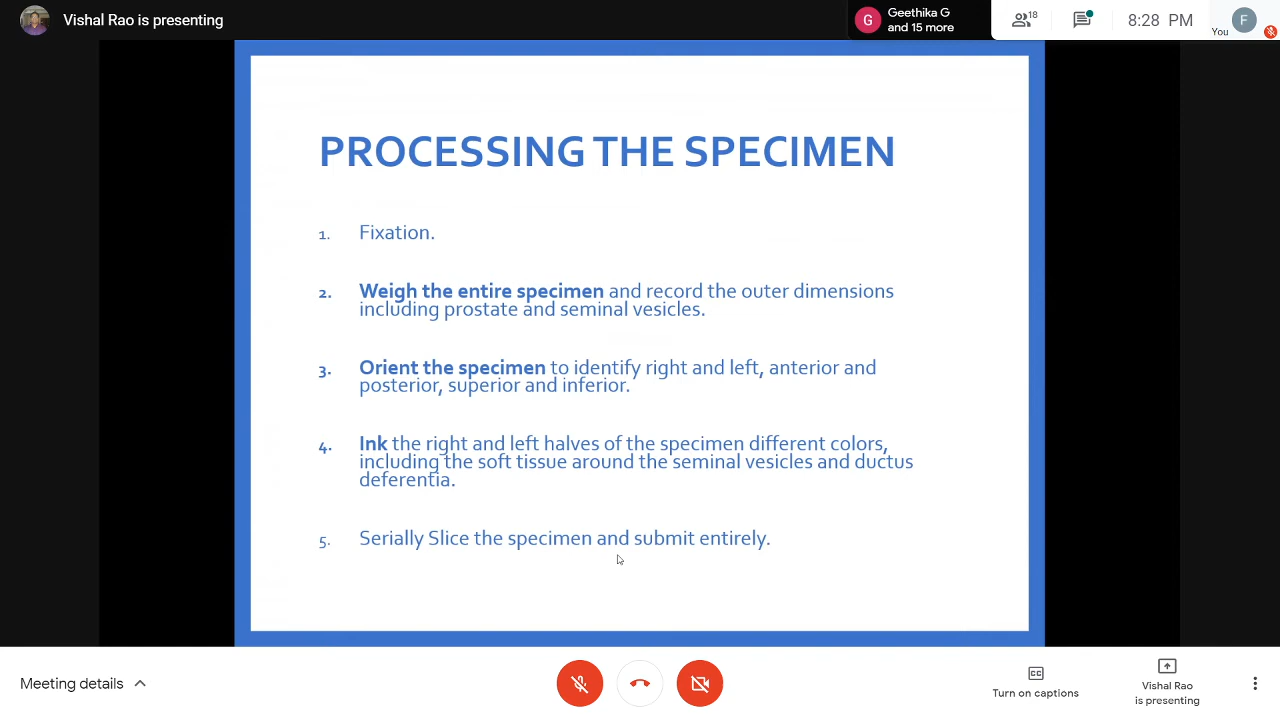 Vishal Rao is presenting
G
Geethika G
and 15 more
18
8:28 PM
You
F
PROCESSING THE SPECIMEN
1. Fixation.
2. Weigh the entire specimen and record the outer dimensions
including prostate and seminal vesicles.
3. Orient the specimen to identify right and left, anterior and
posterior, superior and inferior.
4. Ink the right and left halves of the specimen different colors,
including the soft tissue around the seminal vesicles and ductus
deferentia.
5. Serially Slice the specimen and submit entirely.
Meeting details
CC
Turn on captions
Vishal Rao
is presenting